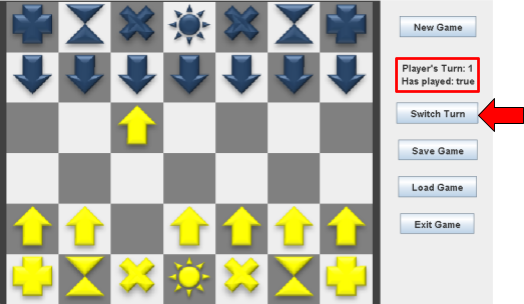 New Game
Player's Turn: 1
Has played: true
Switch Turn
Save Game
Load Game
Exit Game